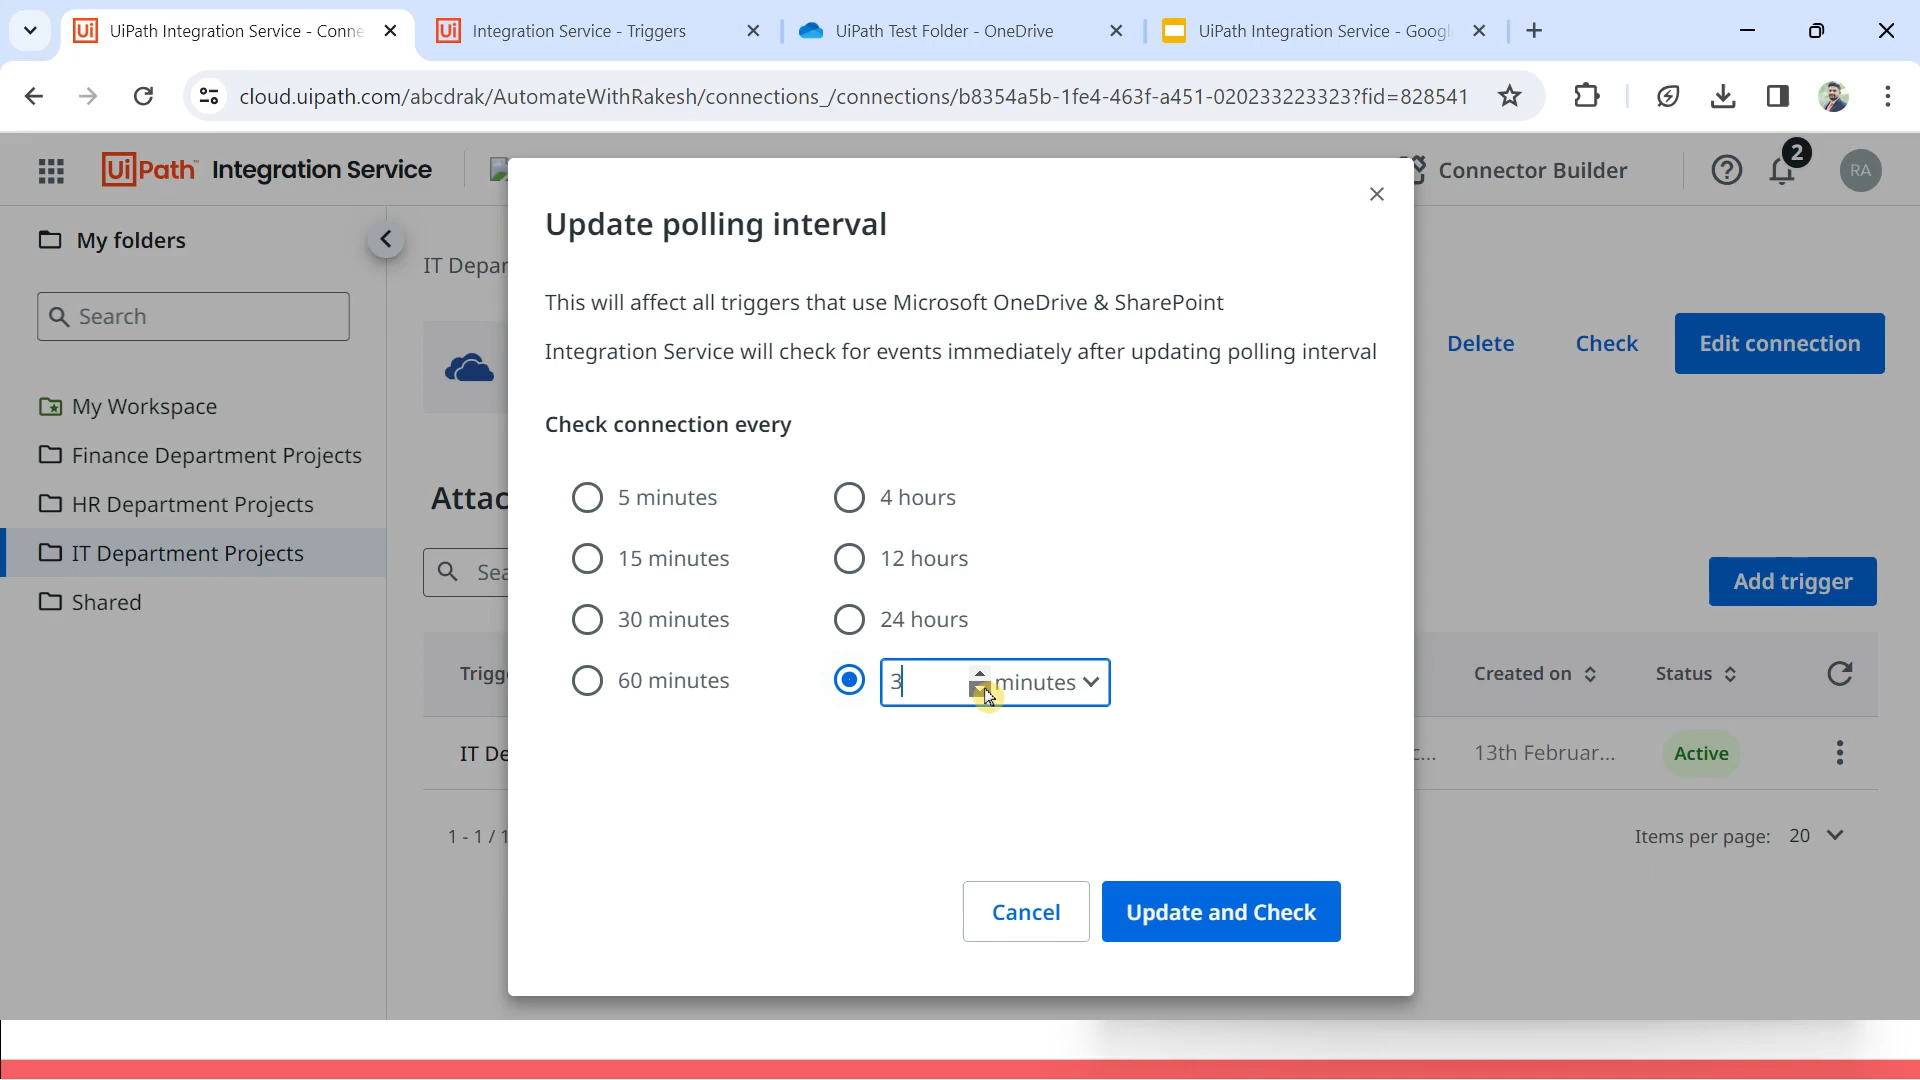 UiPath Integration Service - Conne
Integration Service - Triggers
UiPath Test Folder - OneDrive
UiPath Integration Service - Googl
cloud.uipath.com/abcdrak/AutomateWithRakesh/connections_/connections/b8354a5b-1fe4-463f-a451-020233223323?fid=828541
UiPath™ Integration Service
Connector Builder
2
RA
My folders
Search
My Workspace
Finance Department Projects
HR Department Projects
IT Department Projects
Shared
IT Depar
Delete
Check
Edit connection
Attac
Sea
Add trigger
Trigge
Created on
Status
IT De
c...
13th Februar...
Active
1 - 1 / 1
Items per page: 20
Update polling interval
This will affect all triggers that use Microsoft OneDrive & SharePoint
Integration Service will check for events immediately after updating polling interval
Check connection every
5 minutes
4 hours
15 minutes
12 hours
30 minutes
24 hours
60 minutes
3 minutes
Cancel
Update and Check